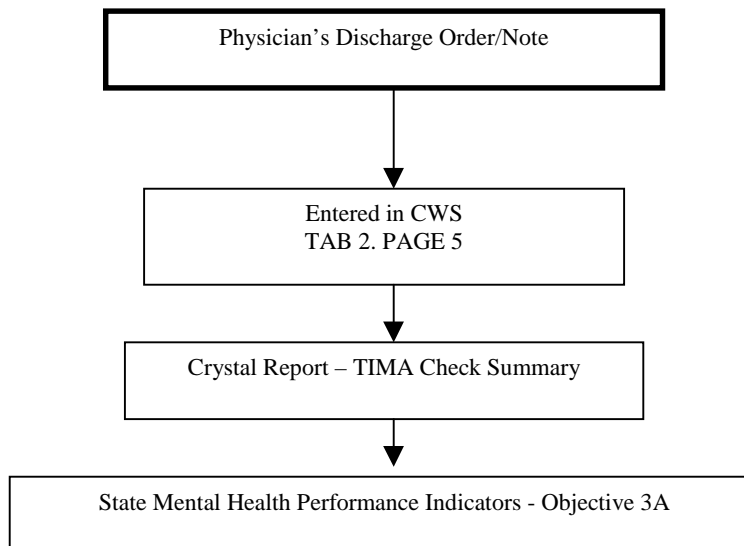 Physician’s Discharge Order/Note
Entered in CWS
TAB 2. PAGE 5
Crystal Report – TIMA Check Summary
State Mental Health Performance Indicators - Objective 3A